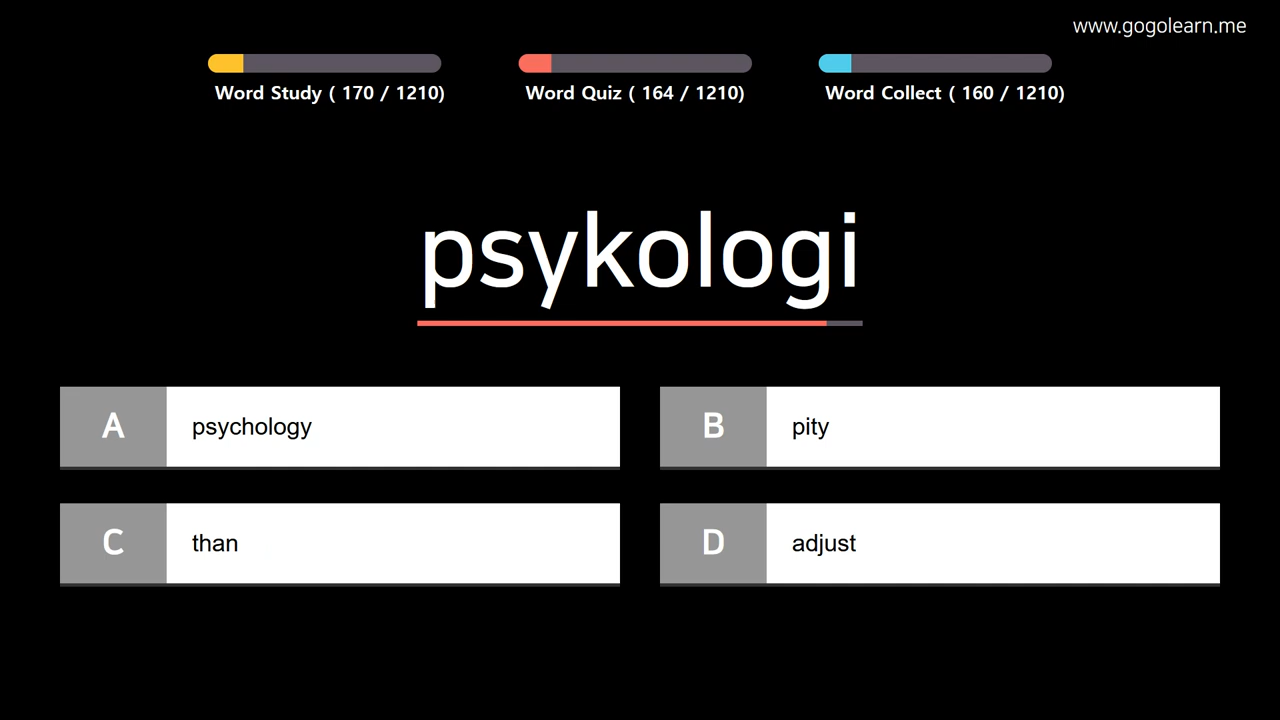 www.gogolearn.me
Word Study ( 170 / 1210)
Word Quiz ( 164 / 1210)
Word Collect ( 160 / 1210)
psykologi
A psychology
B pity
C than
D adjust